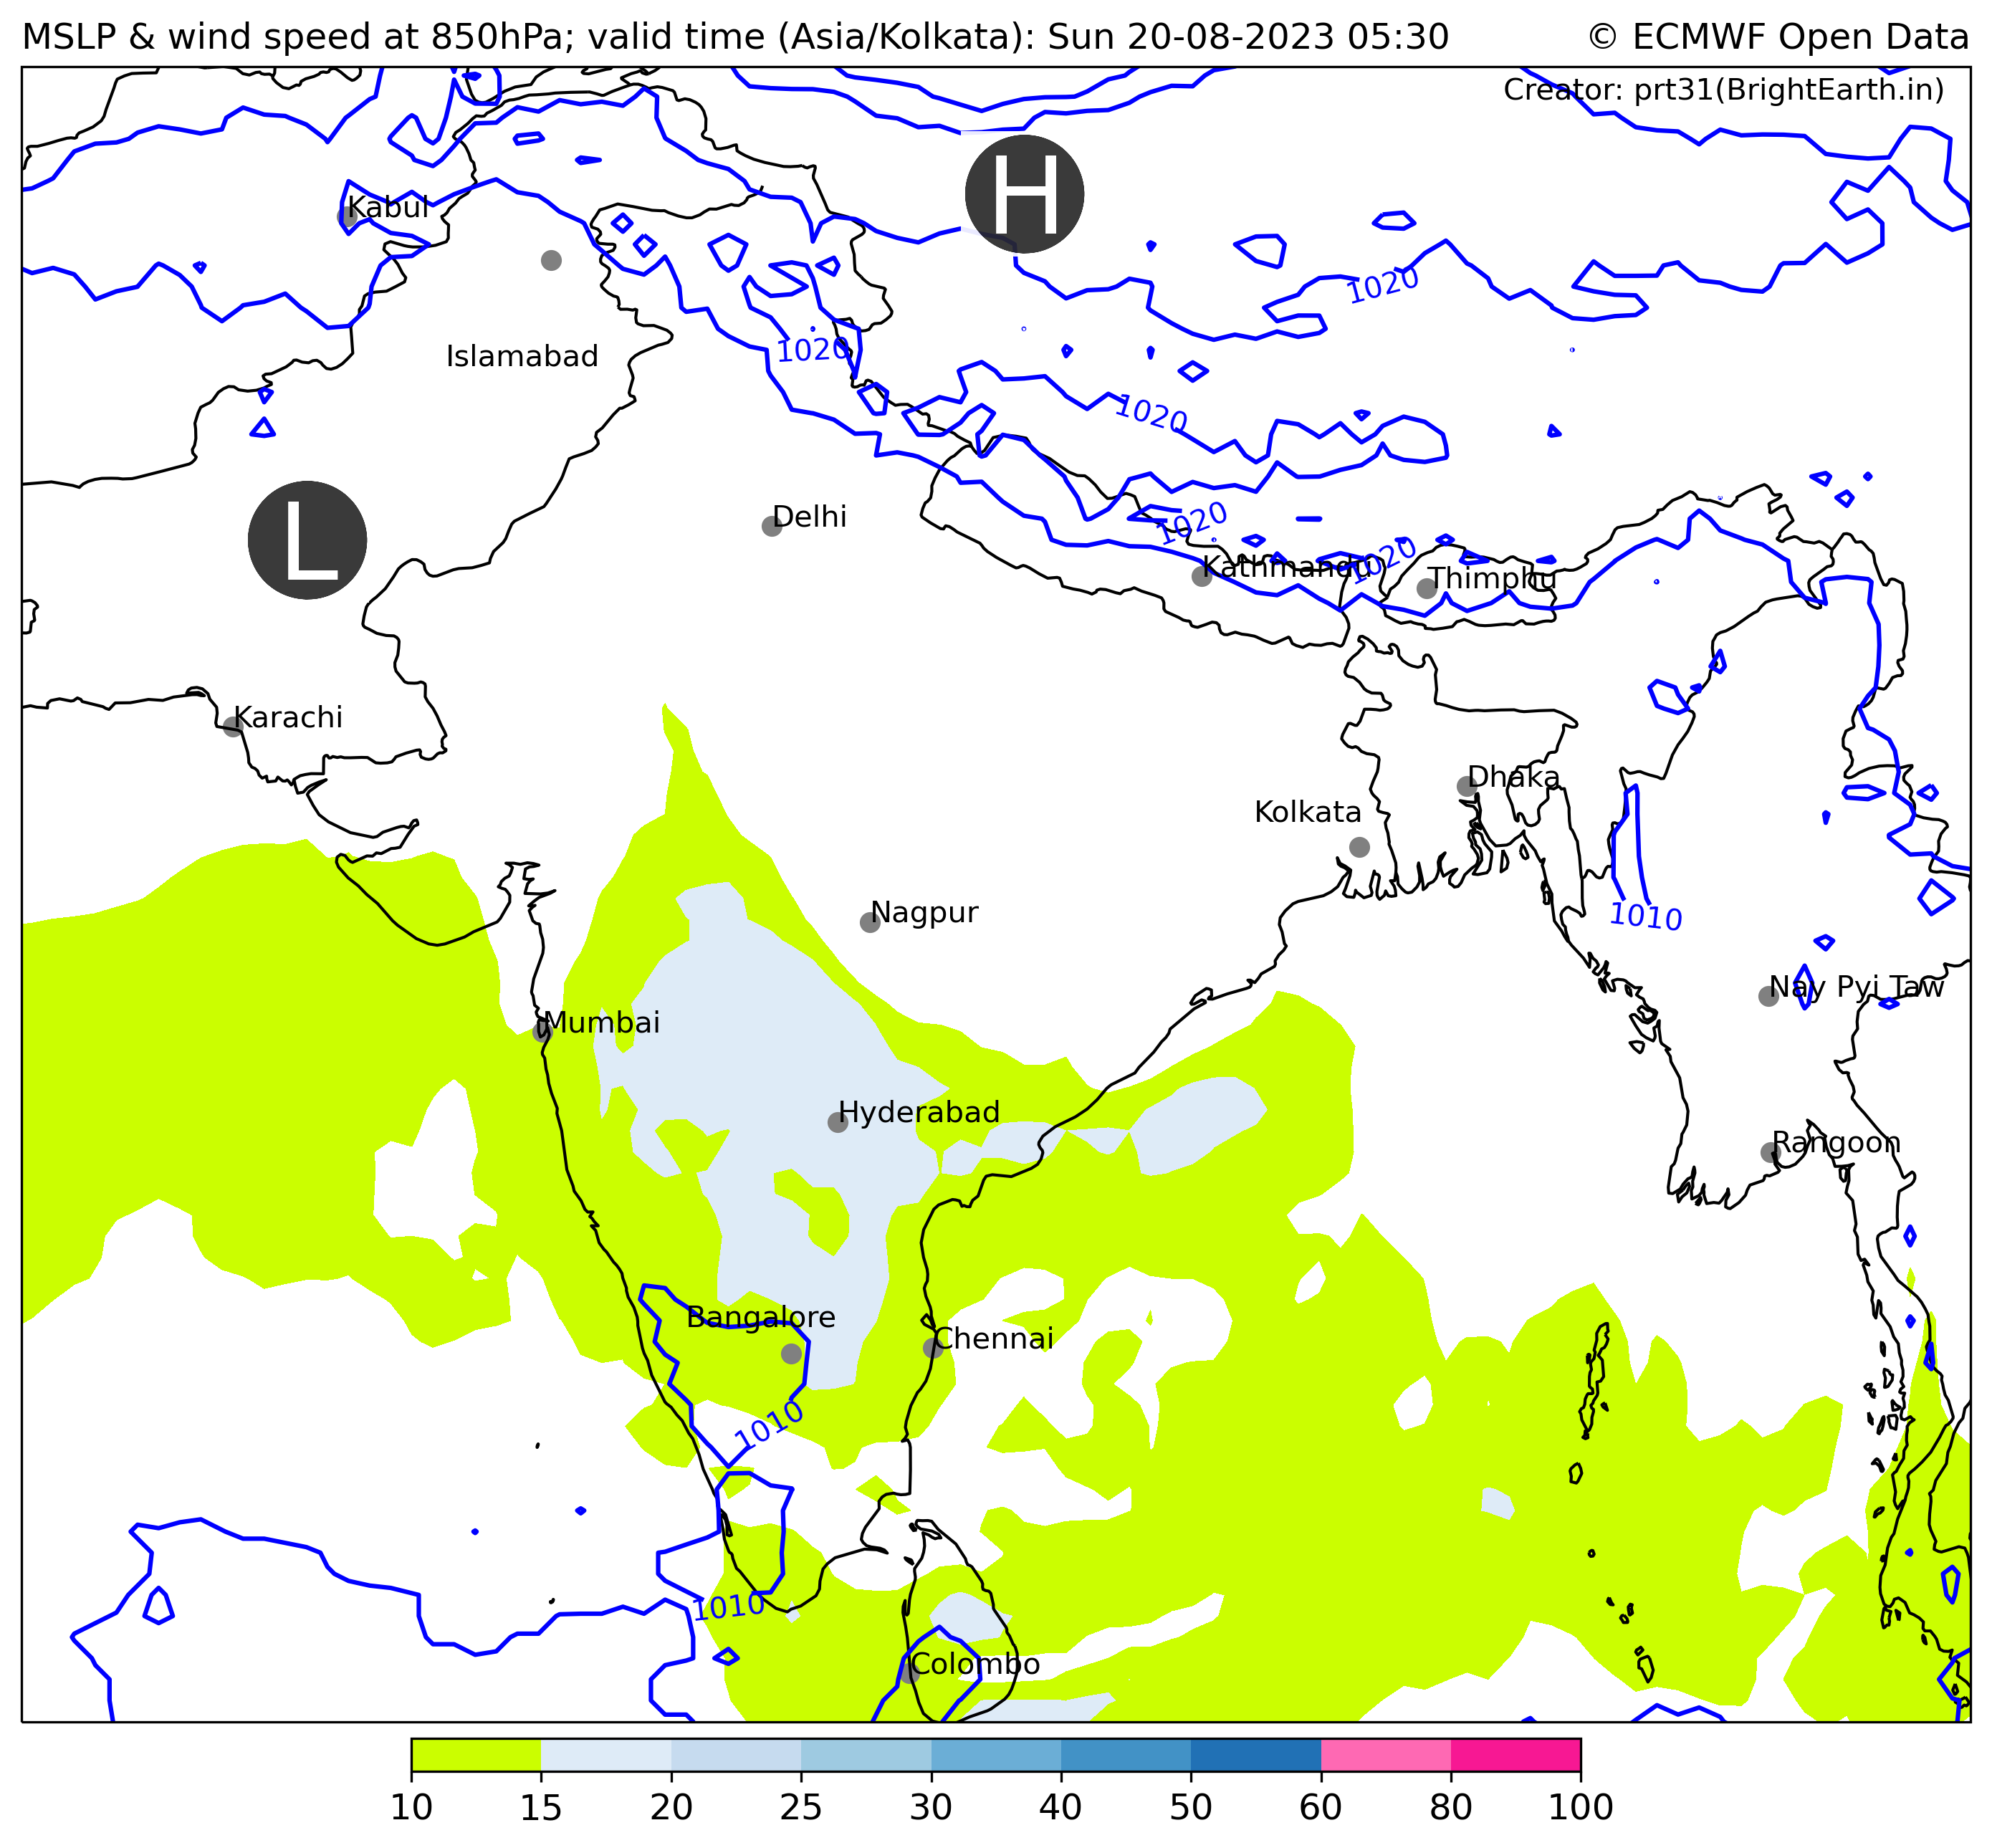 MSLP & wind speed at 850hPa; valid time (Asia/Kolkata): Sun 20-08-2023 05:30
© ECMWF Open Data
Creator: prt31(BrightEarth.in)
H
Kabul
1020
1020
Islamabad
1020
L
Delhi
1020
1020
Kathmandu
Thimphu
Karachi
Dhaka
Kolkata
Nagpur
1010
Nay Pyi Taw
Mumbai
Hyderabad
Rangoon
Bangalore
Chennai
1010
1010
Colombo
10 15 20 25 30 40 50 60 80 100